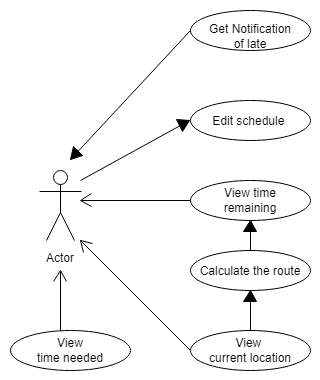 Get Notification
of late
Edit schedule
View time
remaining
Actor
Calculate the route
View
time needed
View
current location